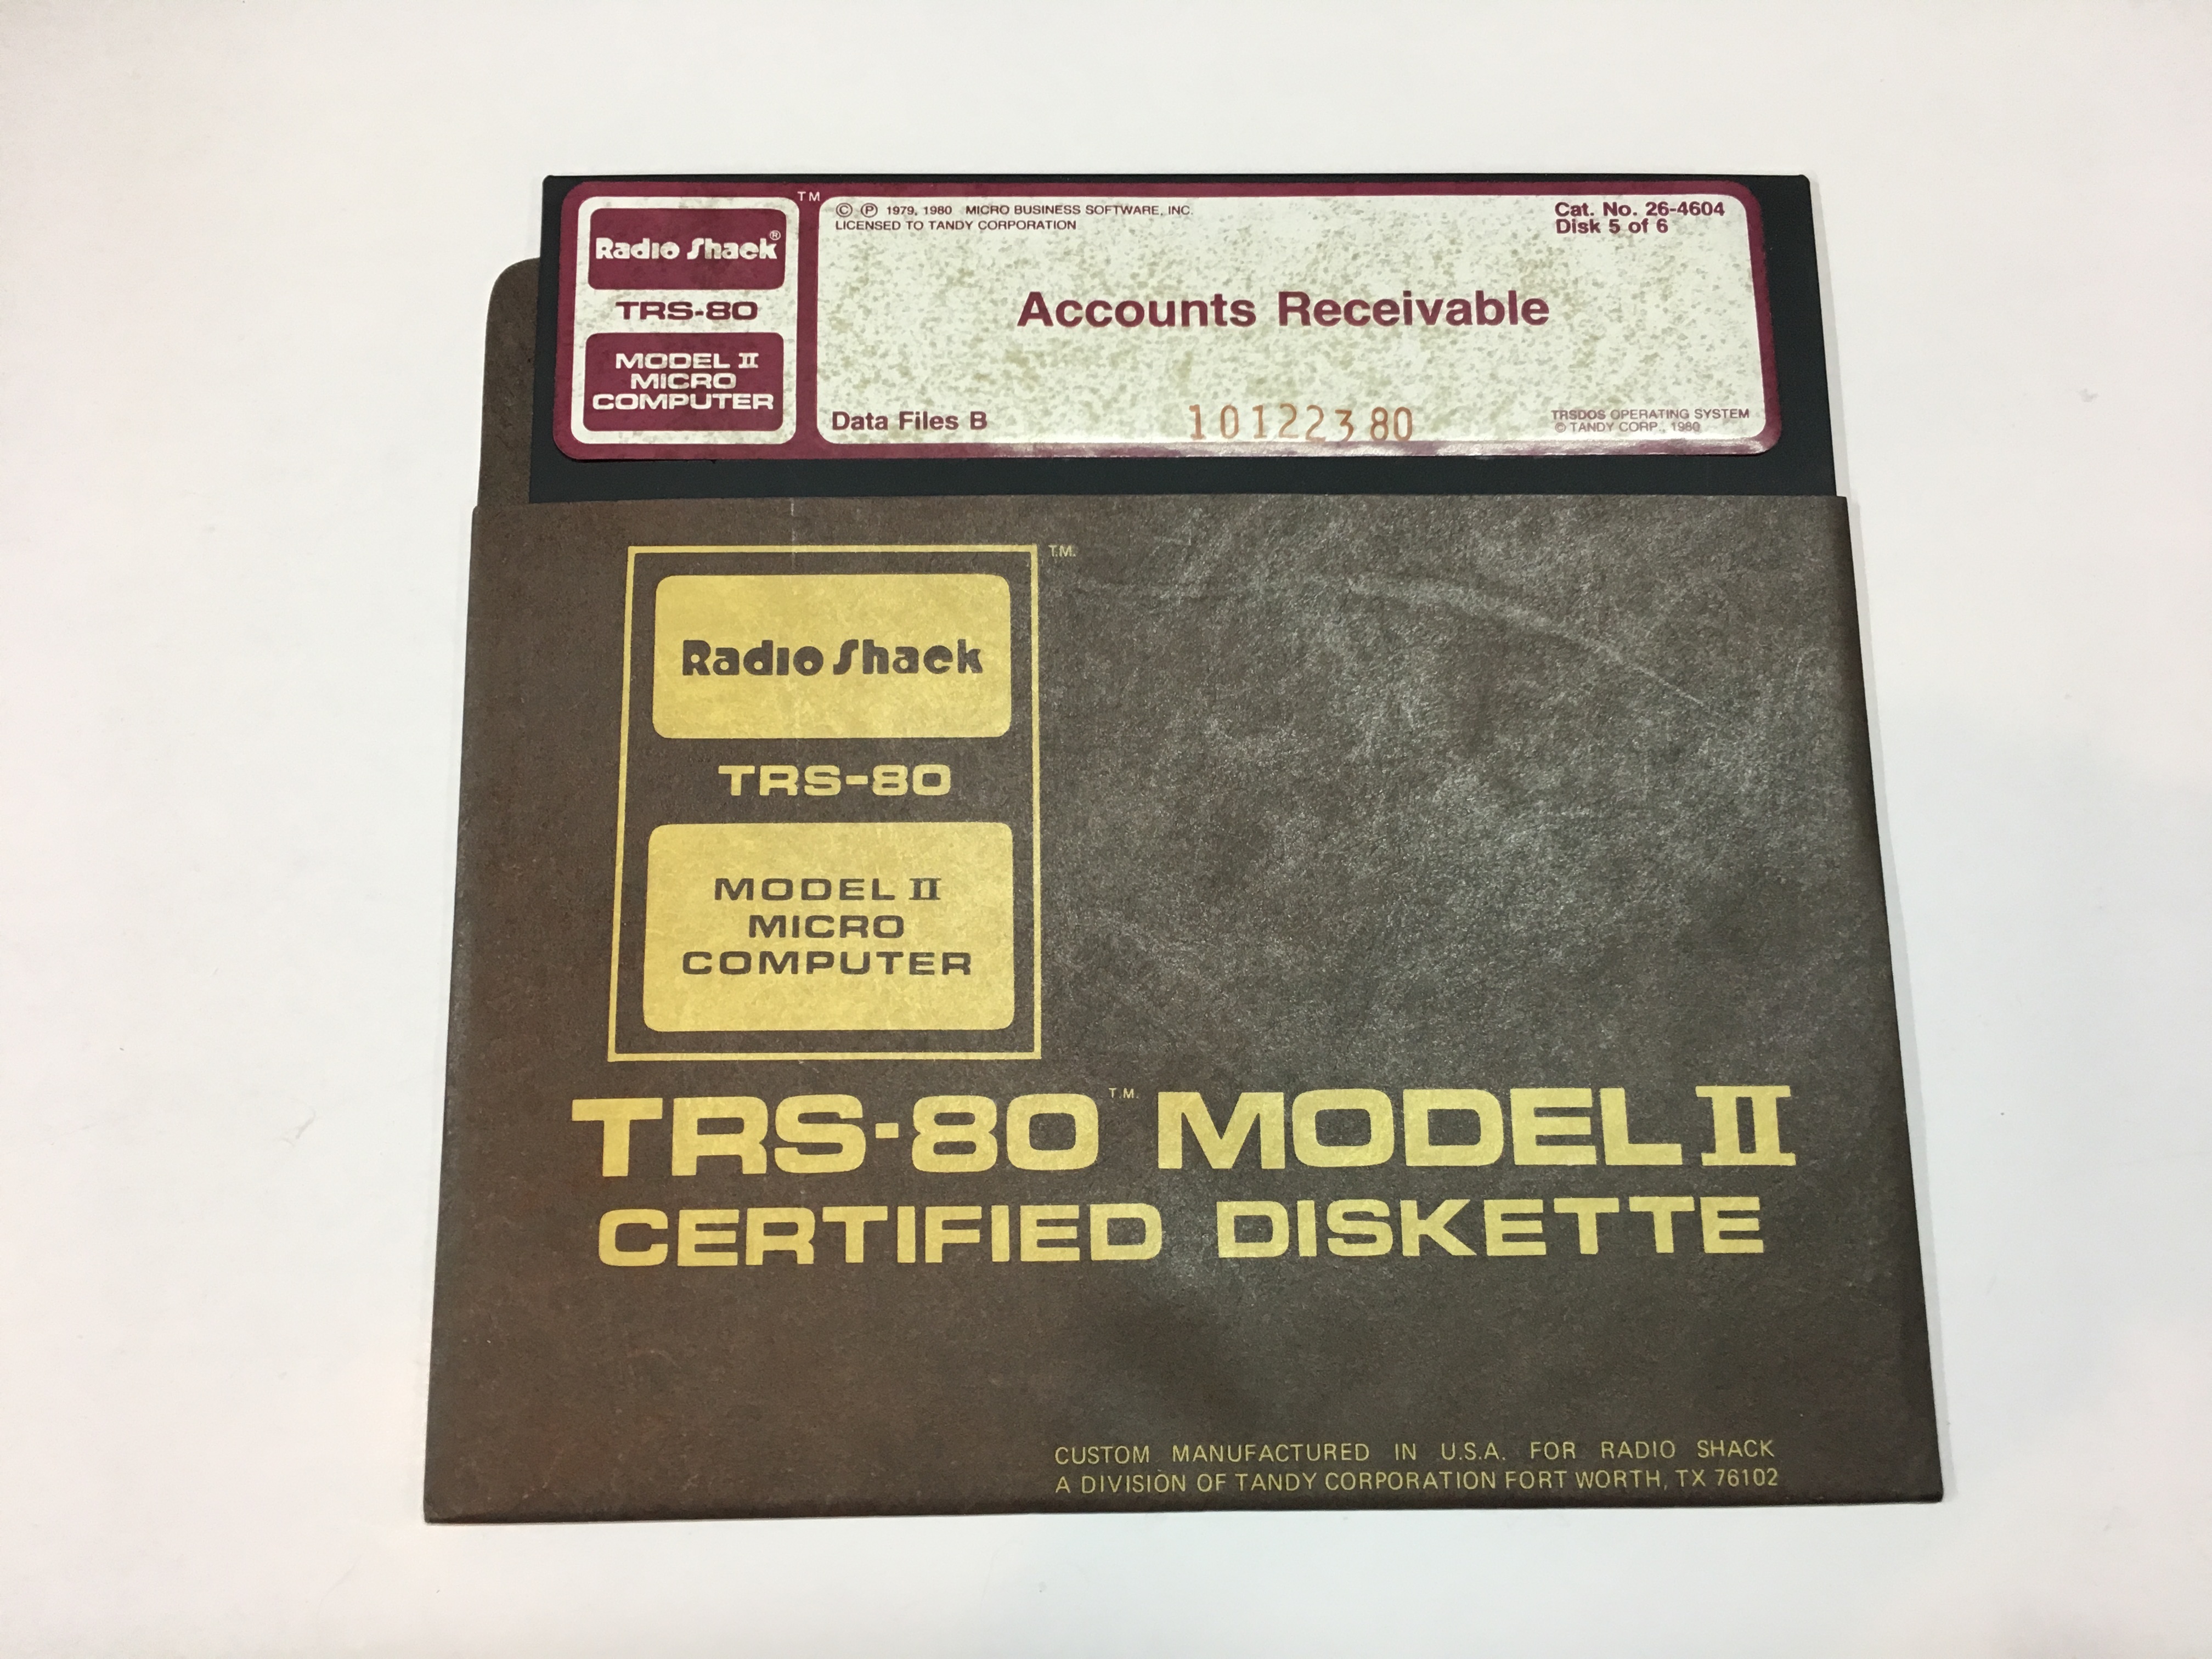 Radio Shack®
TRS-80
MODEL II
MICRO
COMPUTER
TM
© ℗ 1979, 1980 MICRO BUSINESS SOFTWARE, INC.
LICENSED TO TANDY CORPORATION
Cat. No. 26-4604
Disk 5 of 6
Accounts Receivable
Data Files B
10122380
TRSDOS OPERATING SYSTEM
© TANDY CORP., 1980
T.M.
Radio Shack
TRS-80
MODEL II
MICRO
COMPUTER
TRS-80 T.M. MODEL II
CERTIFIED DISKETTE
CUSTOM MANUFACTURED IN U.S.A. FOR RADIO SHACK
A DIVISION OF TANDY CORPORATION FORT WORTH, TX 76102